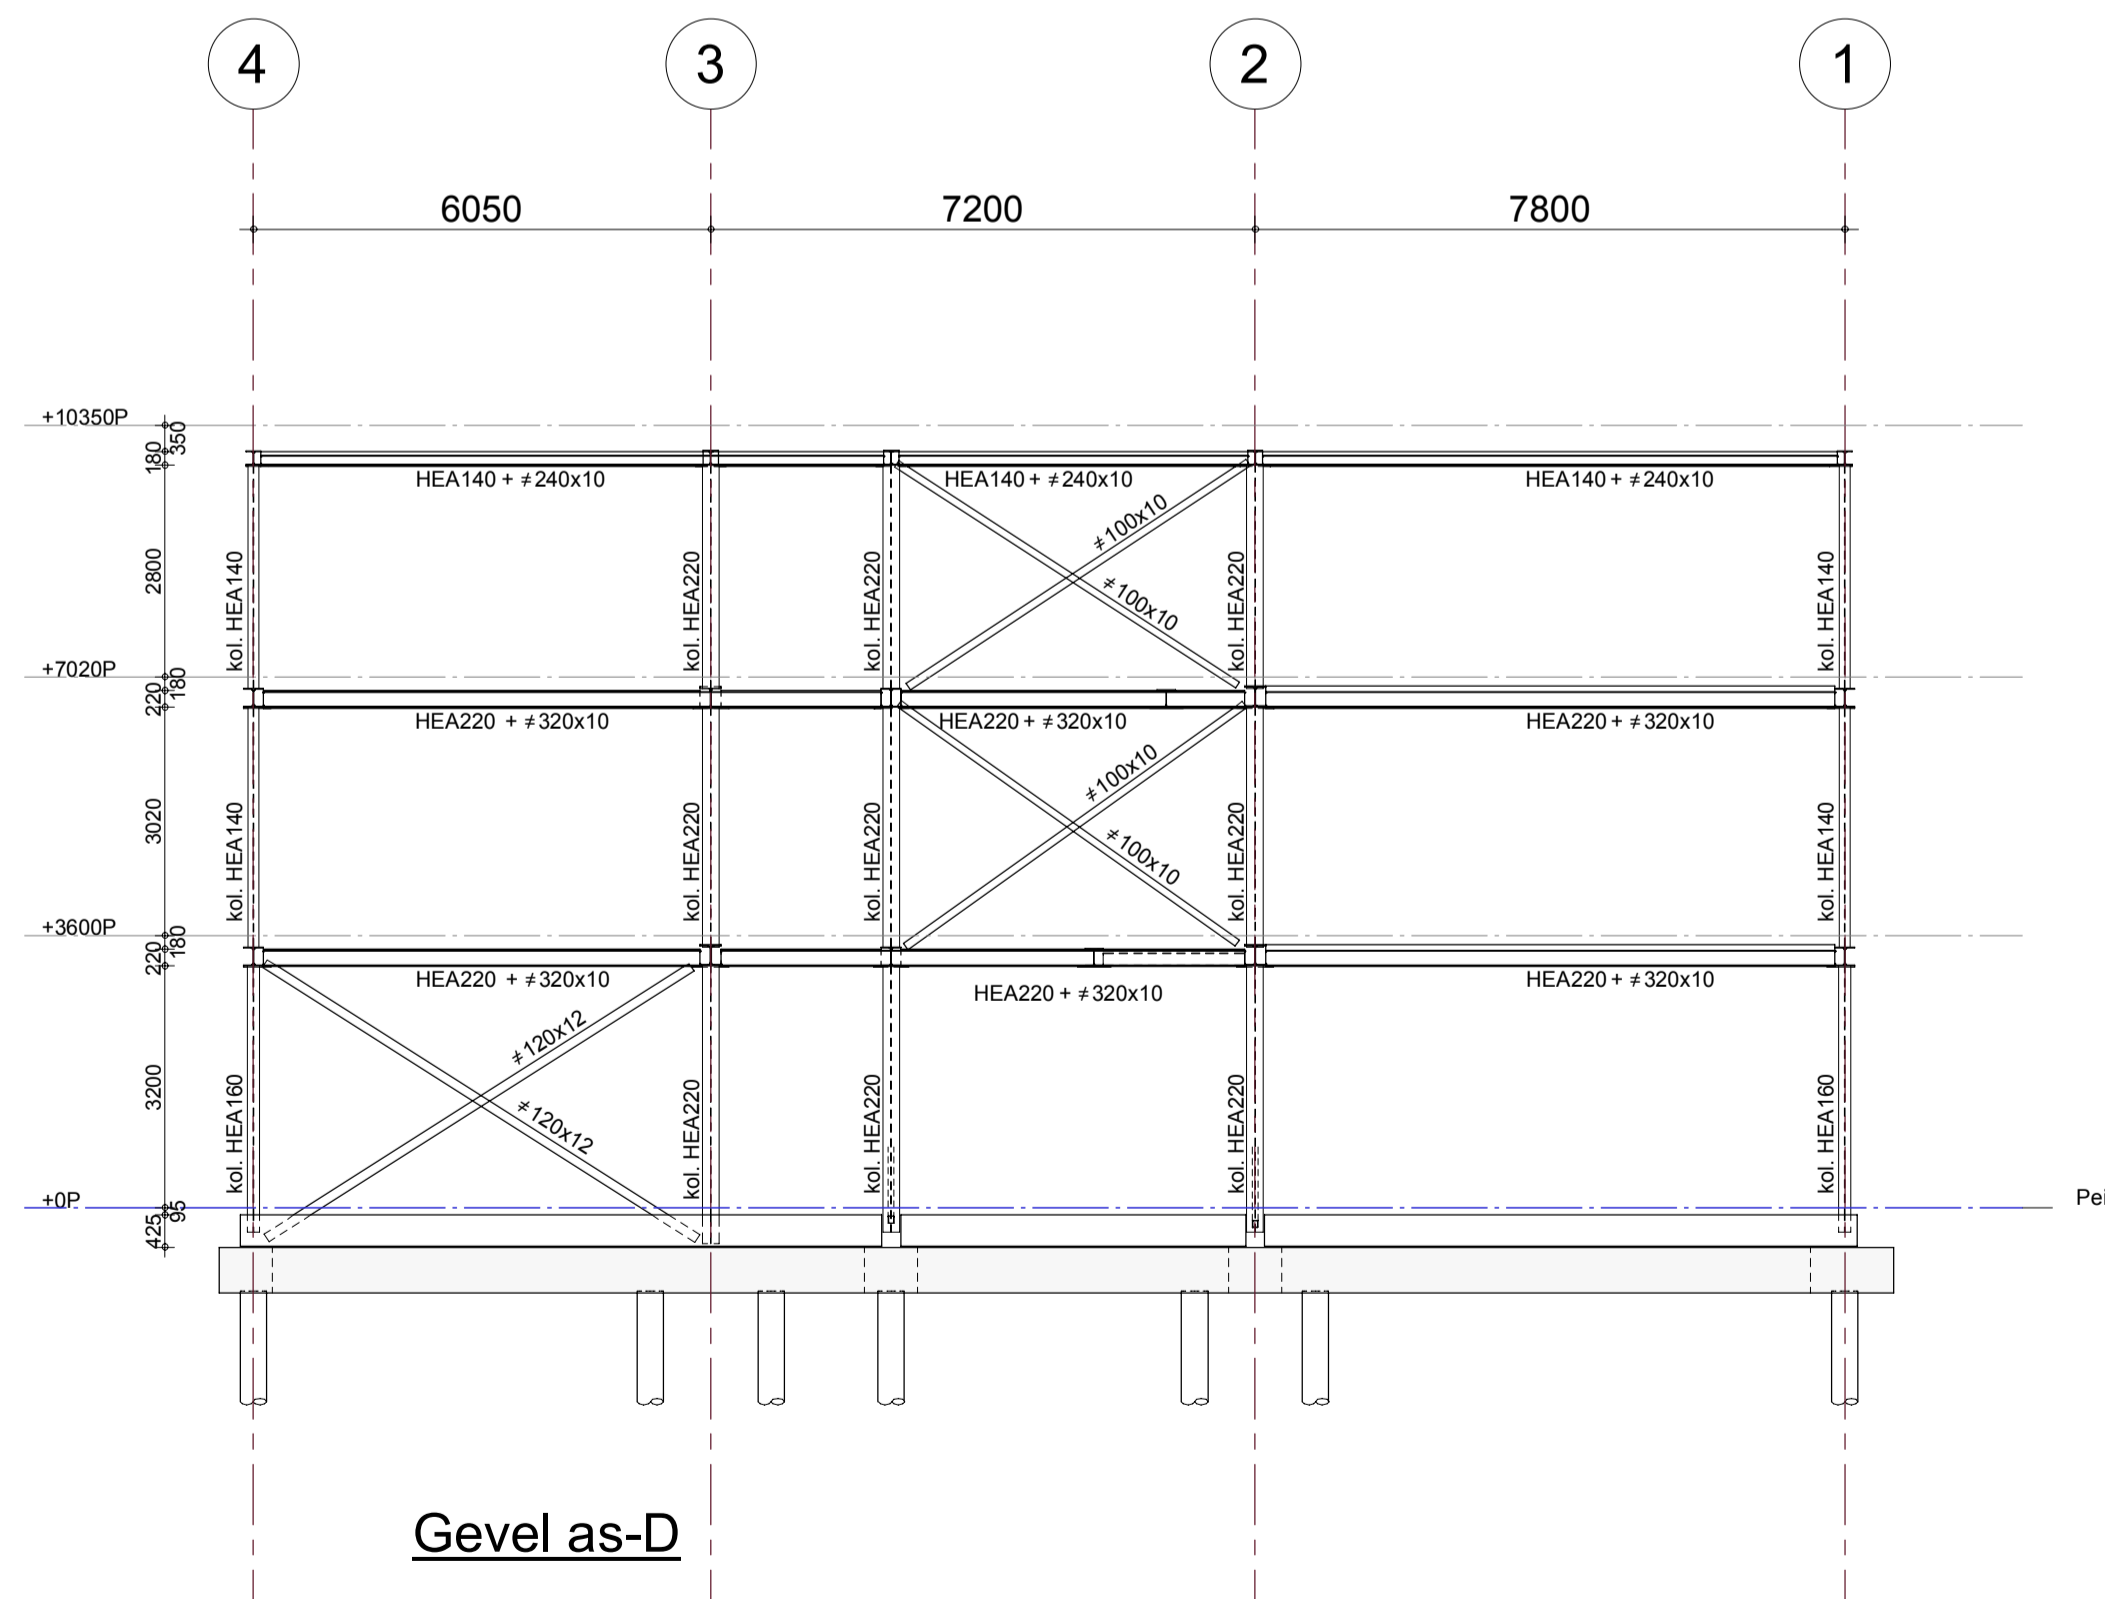 4 3 2 1
6050 7200 7800
+10350P
350
180
HEA140 + ≠240x10 HEA140 + ≠240x10 HEA140 + ≠240x10
≠100x10
≠100x10
2800
kol. HEA140 kol. HEA220 kol. HEA220 kol. HEA220 kol. HEA140
+7020P
180
220
HEA220 + ≠320x10 HEA220 + ≠320x10 HEA220 + ≠320x10
≠100x10
≠100x10
3020
kol. HEA140 kol. HEA220 kol. HEA220 kol. HEA220 kol. HEA140
+3600P
180
220
HEA220 + ≠320x10 HEA220 + ≠320x10 HEA220 + ≠320x10
≠120x12
≠120x12
3200
kol. HEA160 kol. HEA220 kol. HEA220 kol. HEA220 kol. HEA160
+0P Pei
95
425
Gevel as-D